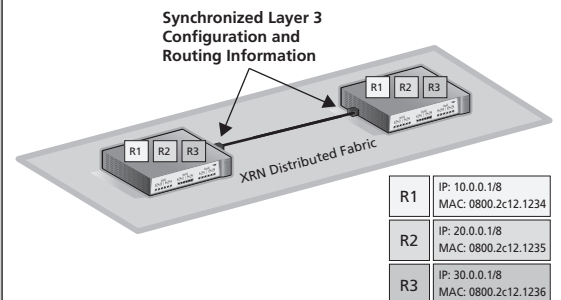 Synchronized Layer 3
Configuration and
Routing Information
R1 R2 R3
R1 R2 R3
XRN Distributed Fabric
R1
IP: 10.0.0.1/8
MAC: 0800.2c12.1234
R2
IP: 20.0.0.1/8
MAC: 0800.2c12.1235
R3
IP: 30.0.0.1/8
MAC: 0800.2c12.1236